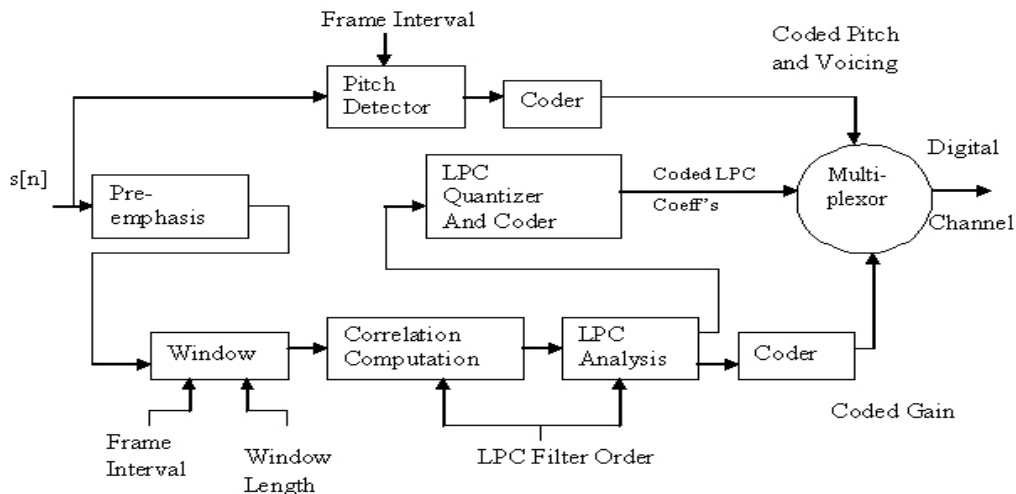 Frame Interval
Coded Pitch
and Voicing
Pitch
Detector
Coder
s[n]
Pre-
emphasis
LPC
Quantizer
And Coder
Coded LPC
Coeff's
Multi-
plexor
Digital
Channel
Window
Correlation
Computation
LPC
Analysis
Coder
Coded Gain
Frame
Interval
Window
Length
LPC Filter Order